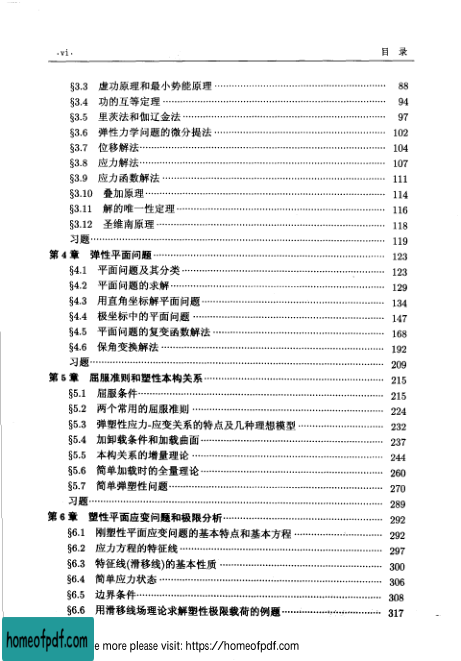 ·vi· 目 录
§3.3 虚功原理和最小势能原理 88
§3.4 功的互等定理 94
§3.5 里茨法和伽辽金法 97
§3.6 弹性力学问题的微分提法 102
§3.7 位移解法 104
§3.8 应力解法 107
§3.9 应力函数解法 111
§3.10 叠加原理 114
§3.11 解的唯一性定理 116
§3.12 圣维南原理 118
习题 119
第 4 章 弹性平面问题 123
§4.1 平面问题及其分类 123
§4.2 平面问题的求解 129
§4.3 用直角坐标解平面问题 134
§4.4 极坐标中的平面问题 147
§4.5 平面问题的复变函数解法 168
§4.6 保角变换解法 192
习题 209
第 5 章 屈服准则和塑性本构关系 215
§5.1 屈服条件 215
§5.2 两个常用的屈服准则 224
§5.3 弹塑性应力-应变关系的特点及几种理想模型 232
§5.4 加卸载条件和加载曲面 237
§5.5 本构关系的增量理论 244
§5.6 简单加载时的全量理论 260
§5.7 简单弹塑性问题 270
习题 289
第 6 章 塑性平面应变问题和极限分析 292
§6.1 刚塑性平面应变问题的基本特点和基本方程 292
§6.2 应力方程的特征线 297
§6.3 特征线(滑移线)的基本性质 300
§6.4 简单应力状态 306
§6.5 边界条件 308
§6.6 用滑移线场理论求解塑性极限载荷的例题 317
homeofpdf.com e more please visit: https://homeofpdf.com